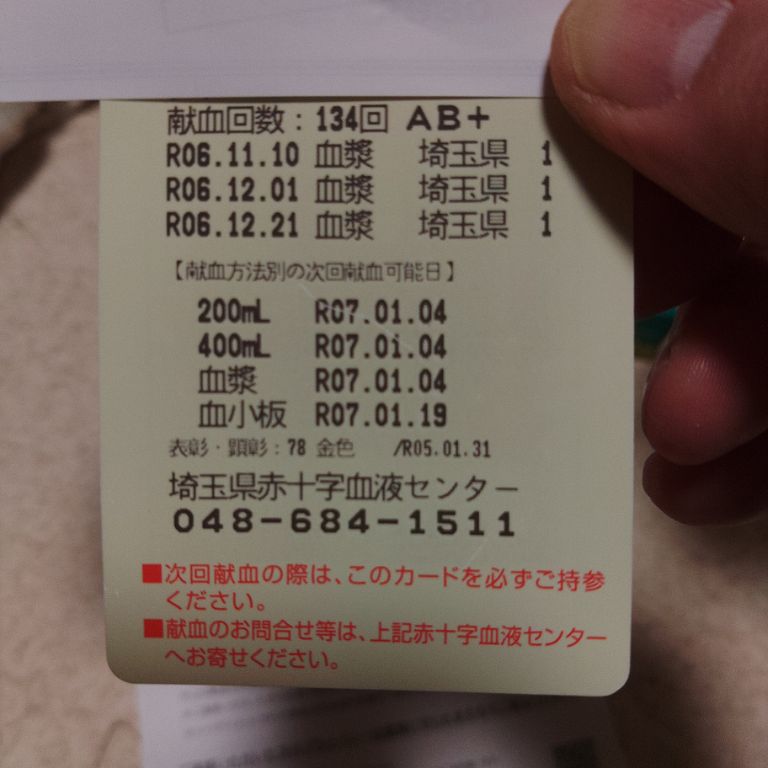 献血回数：134回 AB+
R06.11.10 血漿 埼玉県 1
R06.12.01 血漿 埼玉県 1
R06.12.21 血漿 埼玉県 1
【献血方法別の次回献血可能日】
200mL R07.01.04
400mL R07.01.04
血漿 R07.01.04
血小板 R07.01.19
表彰・顕彰：78 金色 /R05.01.31
埼玉県赤十字血液センター
048-684-1511
■次回献血の際は、このカードを必ずご持参
ください。
■献血のお問合せ等は、上記赤十字血液センター
へお寄せください。